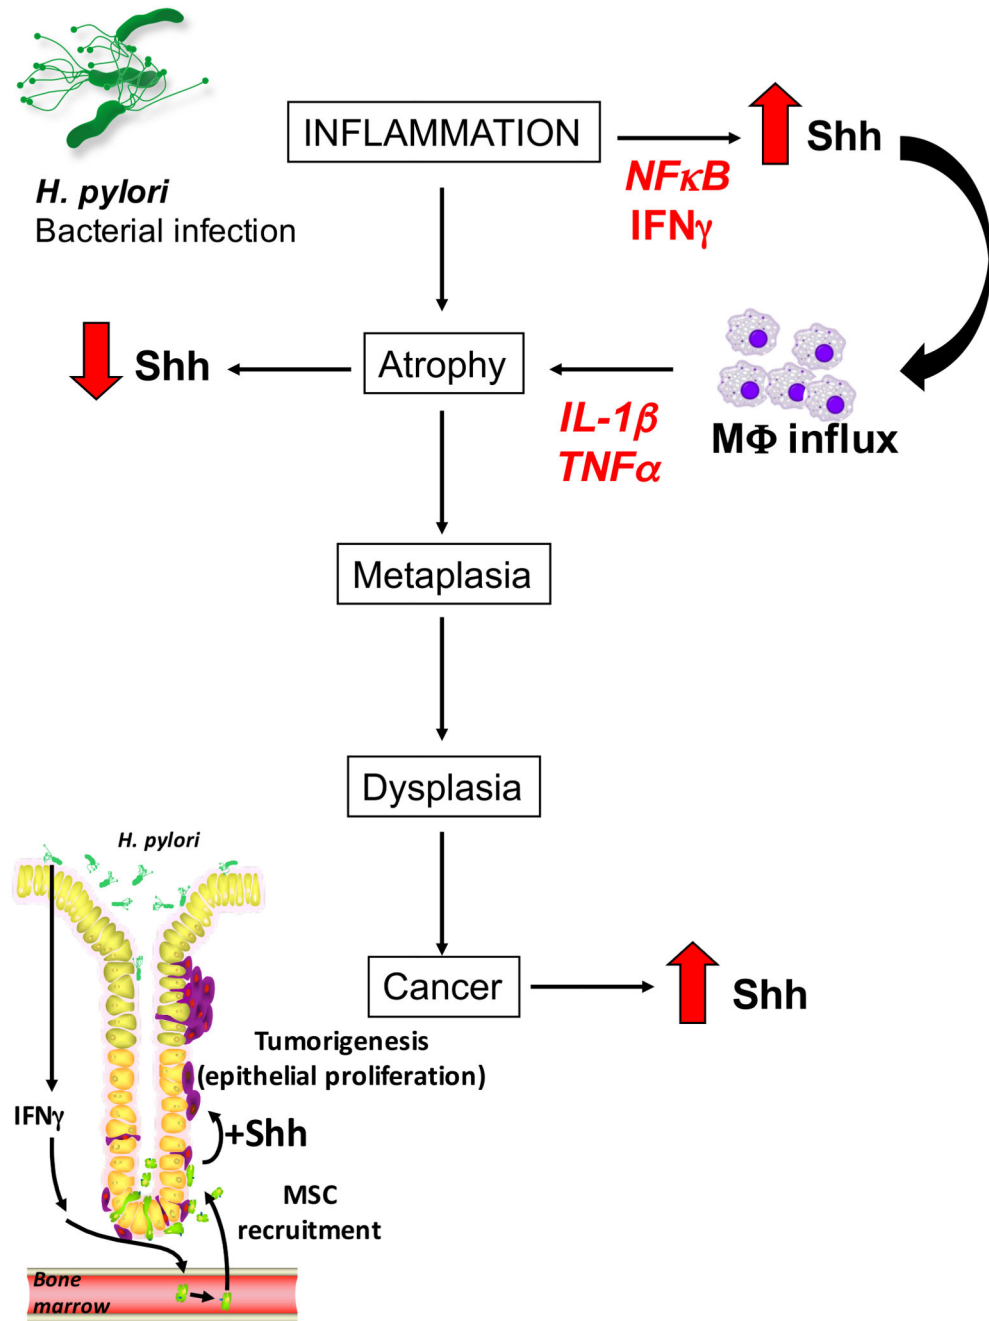 INFLAMMATION
Shh
NFκB
IFNγ
H. pylori
Bacterial infection
Shh
Atrophy
IL-1β
TNFα
MΦ influx
Metaplasia
Dysplasia
Cancer
Shh
H. pylori
Tumorigenesis
(epithelial proliferation)
IFNγ
+Shh
MSC
recruitment
Bone
marrow